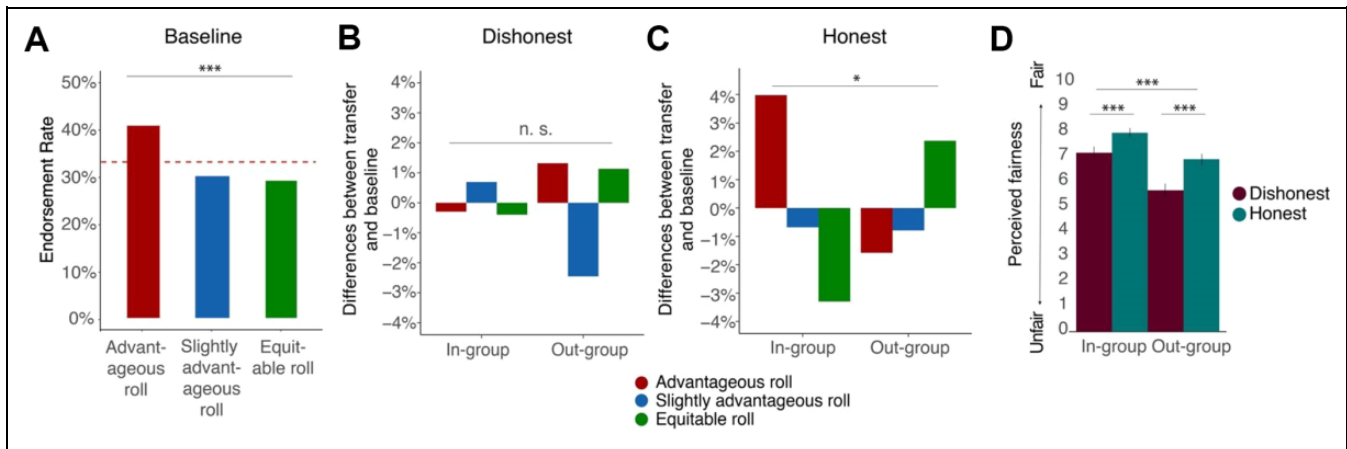 A
Baseline
***
50%
40%
30%
20%
10%
0%
Endorsement Rate
Advant-
ageous
roll
Slightly
advant-
ageous
roll
Equit-
able roll
B
Dishonest
4%
3%
2%
1%
0%
−1%
−2%
−3%
−4%
Differences between transfer
and baseline
n. s.
In-group
Out-group
C
Honest
4%
3%
2%
1%
0%
−1%
−2%
−3%
−4%
Differences between transfer
and baseline
*
In-group
Out-group
Advantageous roll
Slightly advantageous roll
Equitable roll
D
Fair
Unfair
Perceived fairness
10
9
8
7
6
5
4
3
2
1
0
***
***
***
In-group
Out-group
Dishonest
Honest